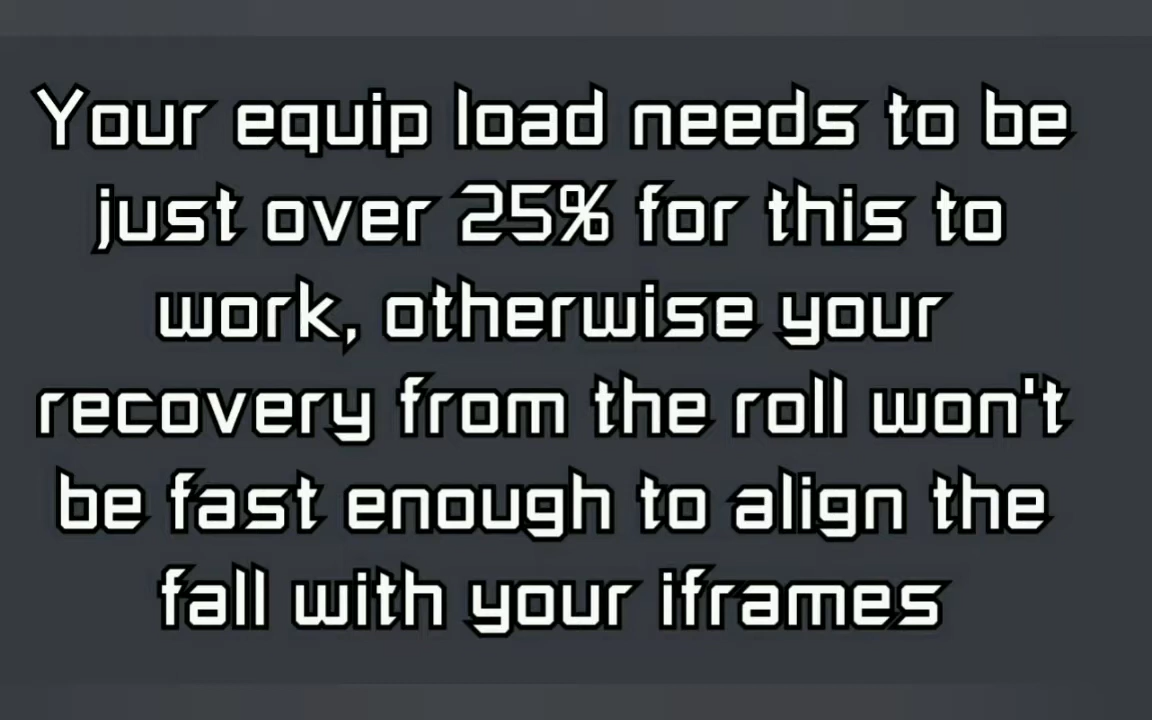 Your equip load needs to be
just over 25% for this to
work, otherwise your
recovery from the roll won't
be fast enough to align the
fall with your iframes